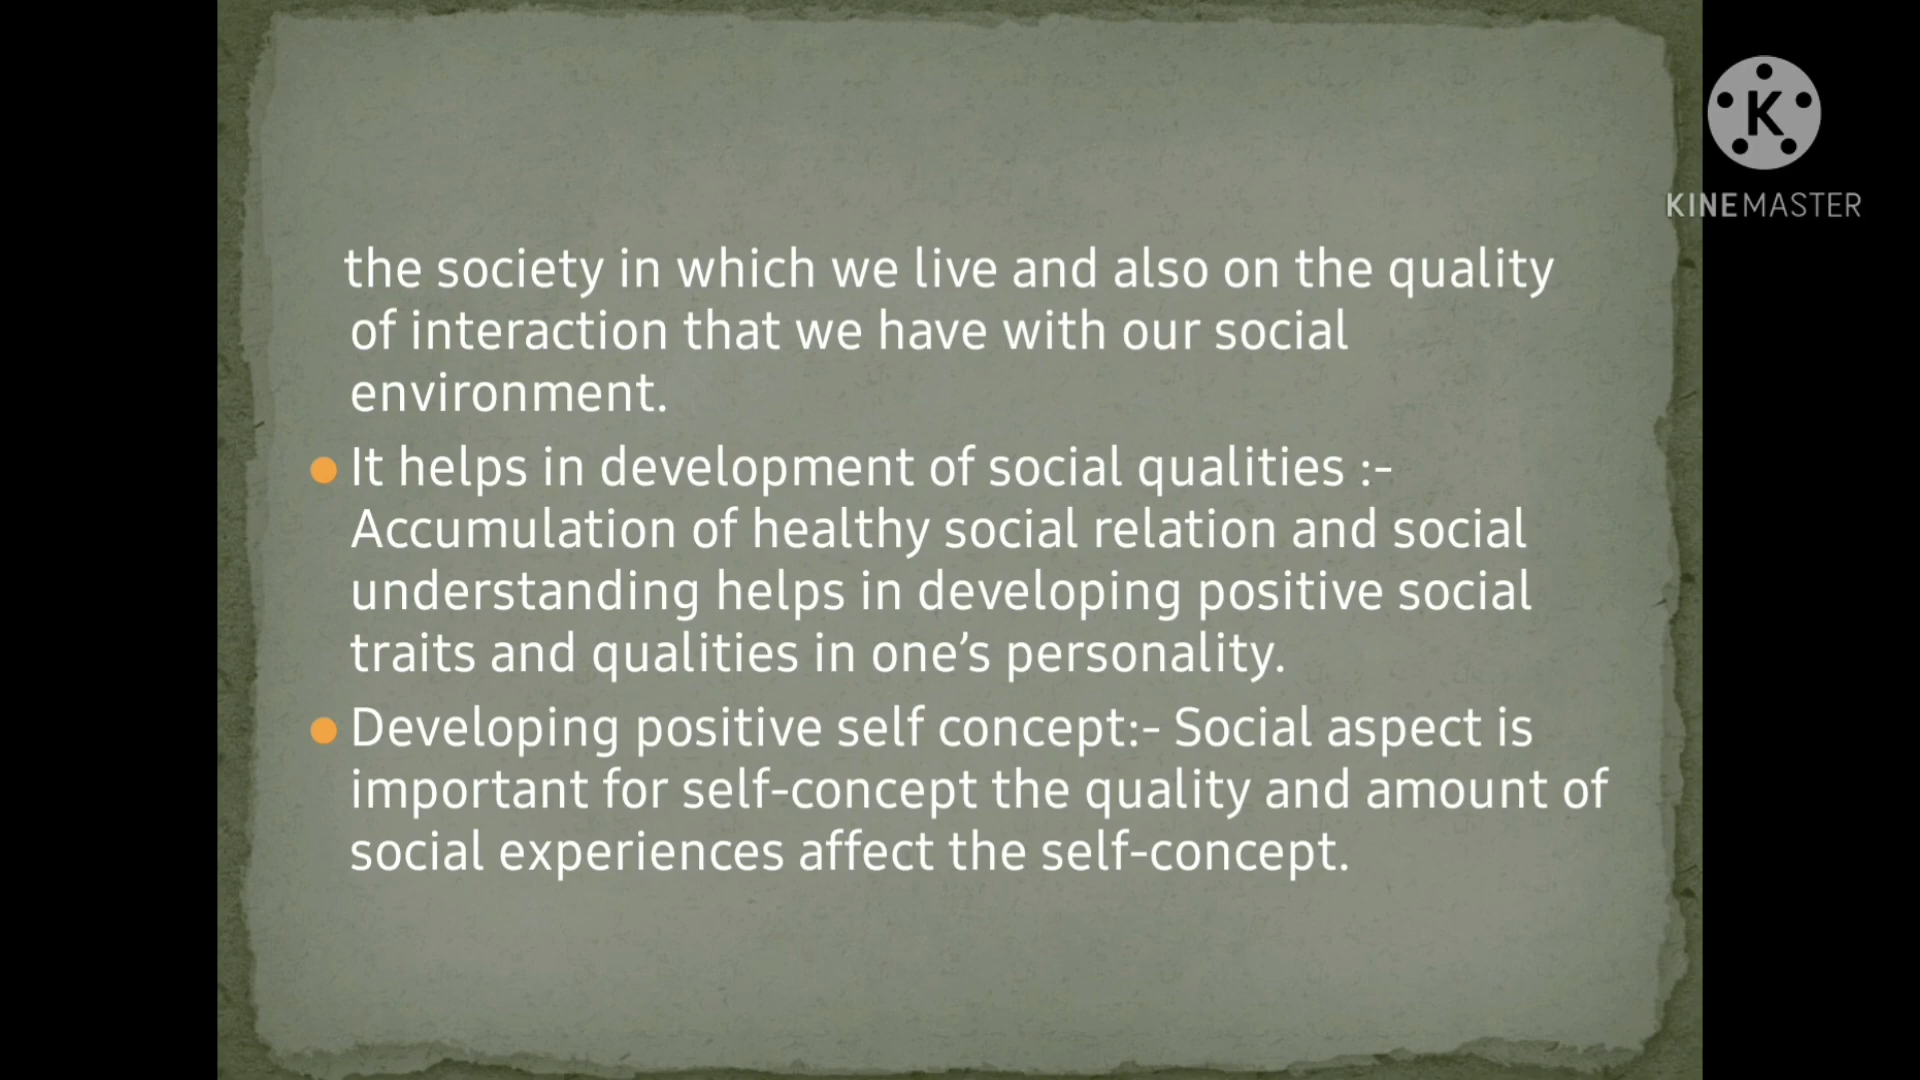 K
KINEMASTER
the society in which we live and also on the quality
of interaction that we have with our social
environment.
It helps in development of social qualities :-
Accumulation of healthy social relation and social
understanding helps in developing positive social
traits and qualities in one’s personality.
Developing positive self concept:- Social aspect is
important for self-concept the quality and amount of
social experiences affect the self-concept.